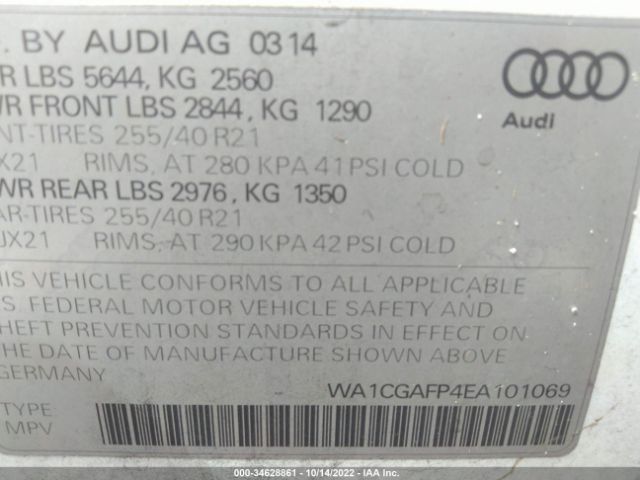 . BY AUDI AG 0314
R LBS 5644, KG 2560
WR FRONT LBS 2844, KG 1290
NT-TIRES 255/40 R21
X21 RIMS, AT 280 KPA 41 PSI COLD
WR REAR LBS 2976, KG 1350
AR-TIRES 255/40 R21
JX21 RIMS, AT 290 KPA 42 PSI COLD
Audi
HIS VEHICLE CONFORMS TO ALL APPLICABLE
.S. FEDERAL MOTOR VEHICLE SAFETY AND
HEFT PREVENTION STANDARDS IN EFFECT ON
THE DATE OF MANUFACTURE SHOWN ABOVE
GERMANY
WA1CGAFP4EA101069
TYPE
MPV
000-34628861 - 10/14/2022 - IAA Inc.